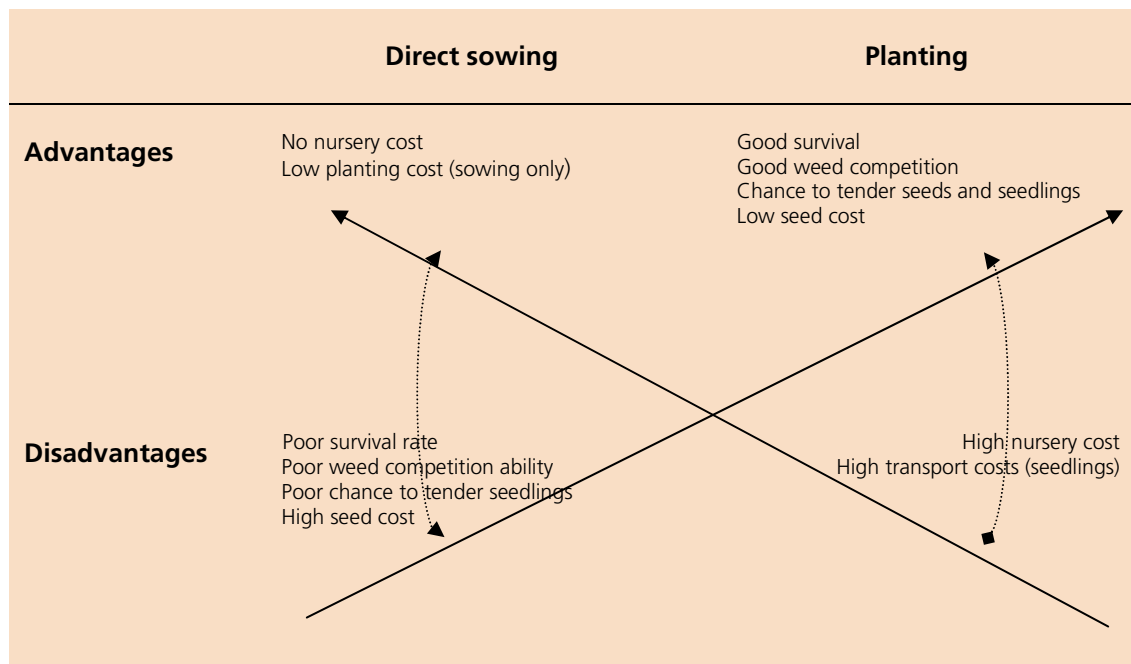 Direct sowing
Planting
Advantages
No nursery cost
Low planting cost (sowing only)
Good survival
Good weed competition
Chance to tender seeds and seedlings
Low seed cost
Disadvantages
Poor survival rate
Poor weed competition ability
Poor chance to tender seedlings
High seed cost
High nursery cost
High transport costs (seedlings)